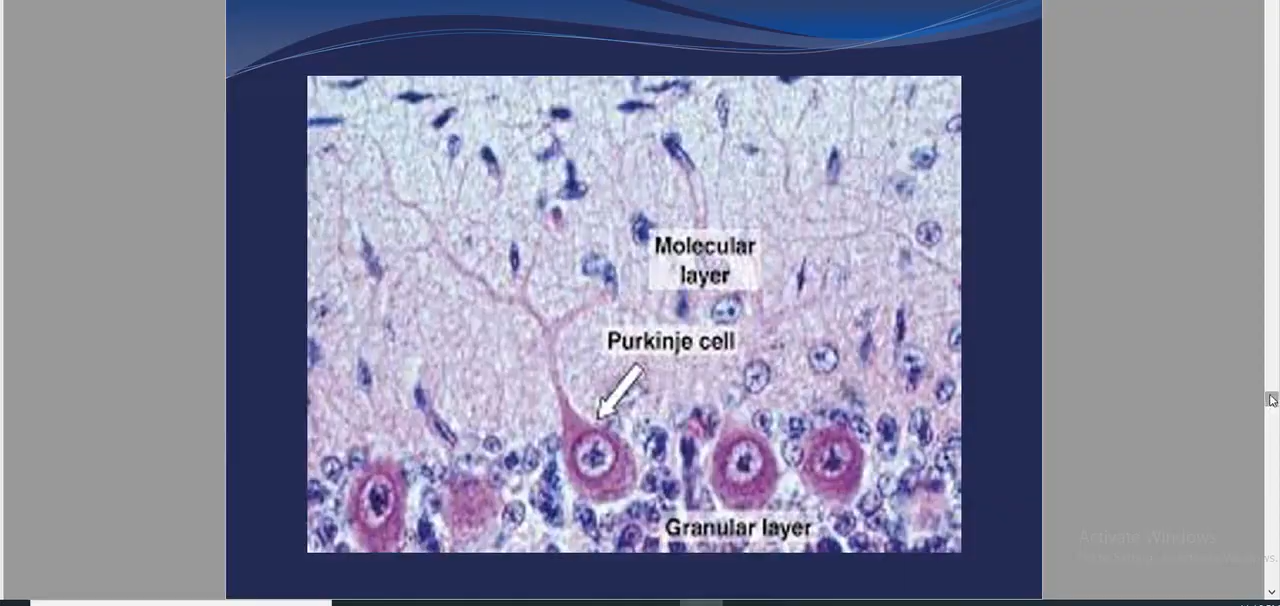 Molecular
layer
Purkinje cell
Granular layer
Activate Windows